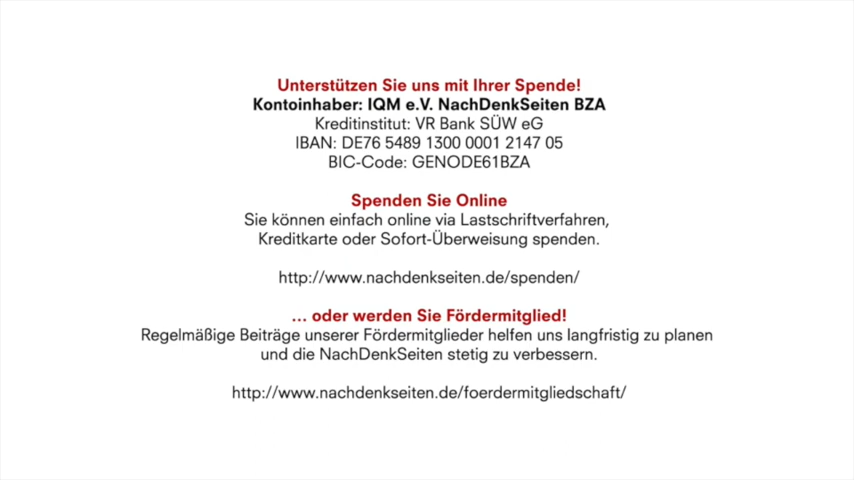 Unterstützen Sie uns mit Ihrer Spende!
Kontoinhaber: IQM e.V. NachDenkSeiten BZA
Kreditinstitut: VR Bank SÜW eG
IBAN: DE76 5489 1300 0001 2147 05
BIC-Code: GENODE61BZA
Spenden Sie Online
Sie können einfach online via Lastschriftverfahren,
Kreditkarte oder Sofort-Überweisung spenden.
http://www.nachdenkseiten.de/spenden/
... oder werden Sie Fördermitglied!
Regelmäßige Beiträge unserer Fördermitglieder helfen uns langfristig zu planen
und die NachDenkSeiten stetig zu verbessern.
http://www.nachdenkseiten.de/foerdermitgliedschaft/